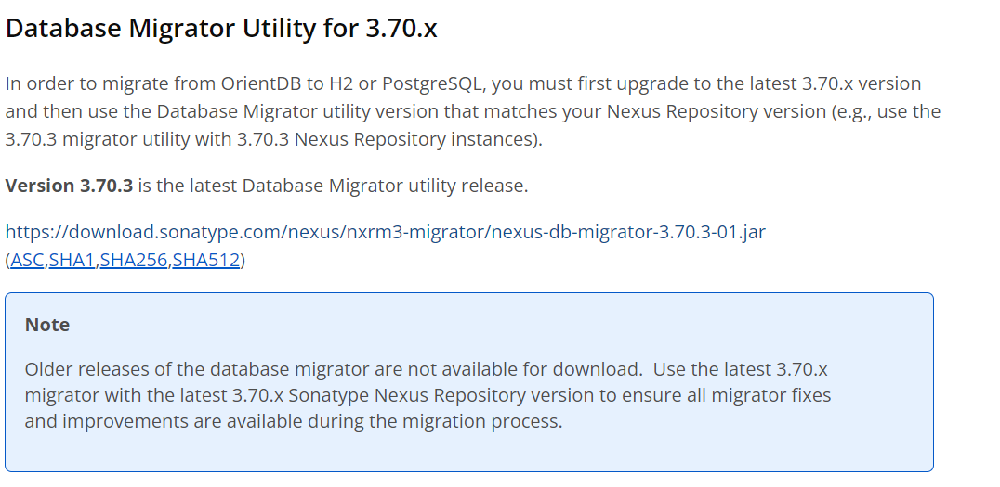 Database Migrator Utility for 3.70.x
In order to migrate from OrientDB to H2 or PostgreSQL, you must first upgrade to the latest 3.70.x version
and then use the Database Migrator utility version that matches your Nexus Repository version (e.g., use the
3.70.3 migrator utility with 3.70.3 Nexus Repository instances).
Version 3.70.3 is the latest Database Migrator utility release.
https://download.sonatype.com/nexus/nxrm3-migrator/nexus-db-migrator-3.70.3-01.jar
(ASC,SHA1,SHA256,SHA512)
Note
Older releases of the database migrator are not available for download.  Use the latest 3.70.x
migrator with the latest 3.70.x Sonatype Nexus Repository version to ensure all migrator fixes
and improvements are available during the migration process.